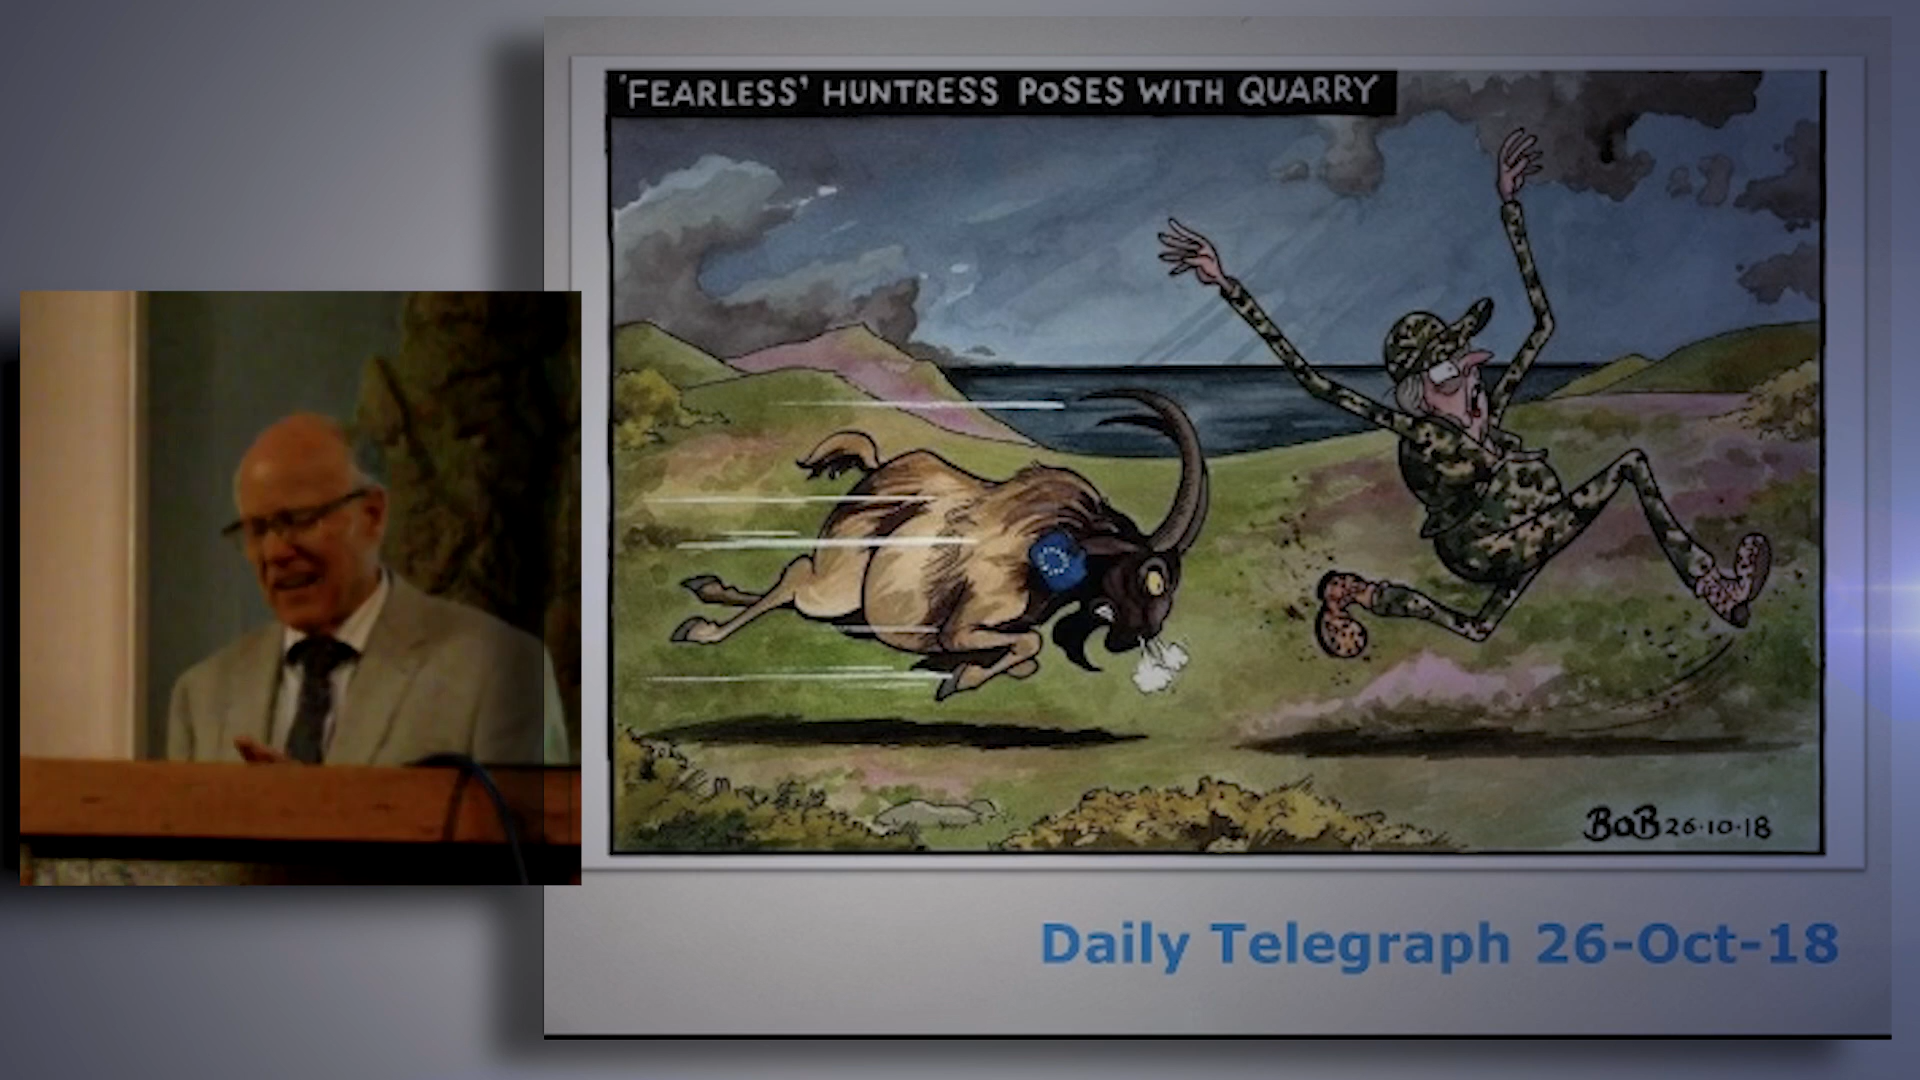 'FEARLESS' HUNTRESS POSES WITH QUARRY
BOB 26·10·18
Daily Telegraph 26-Oct-18